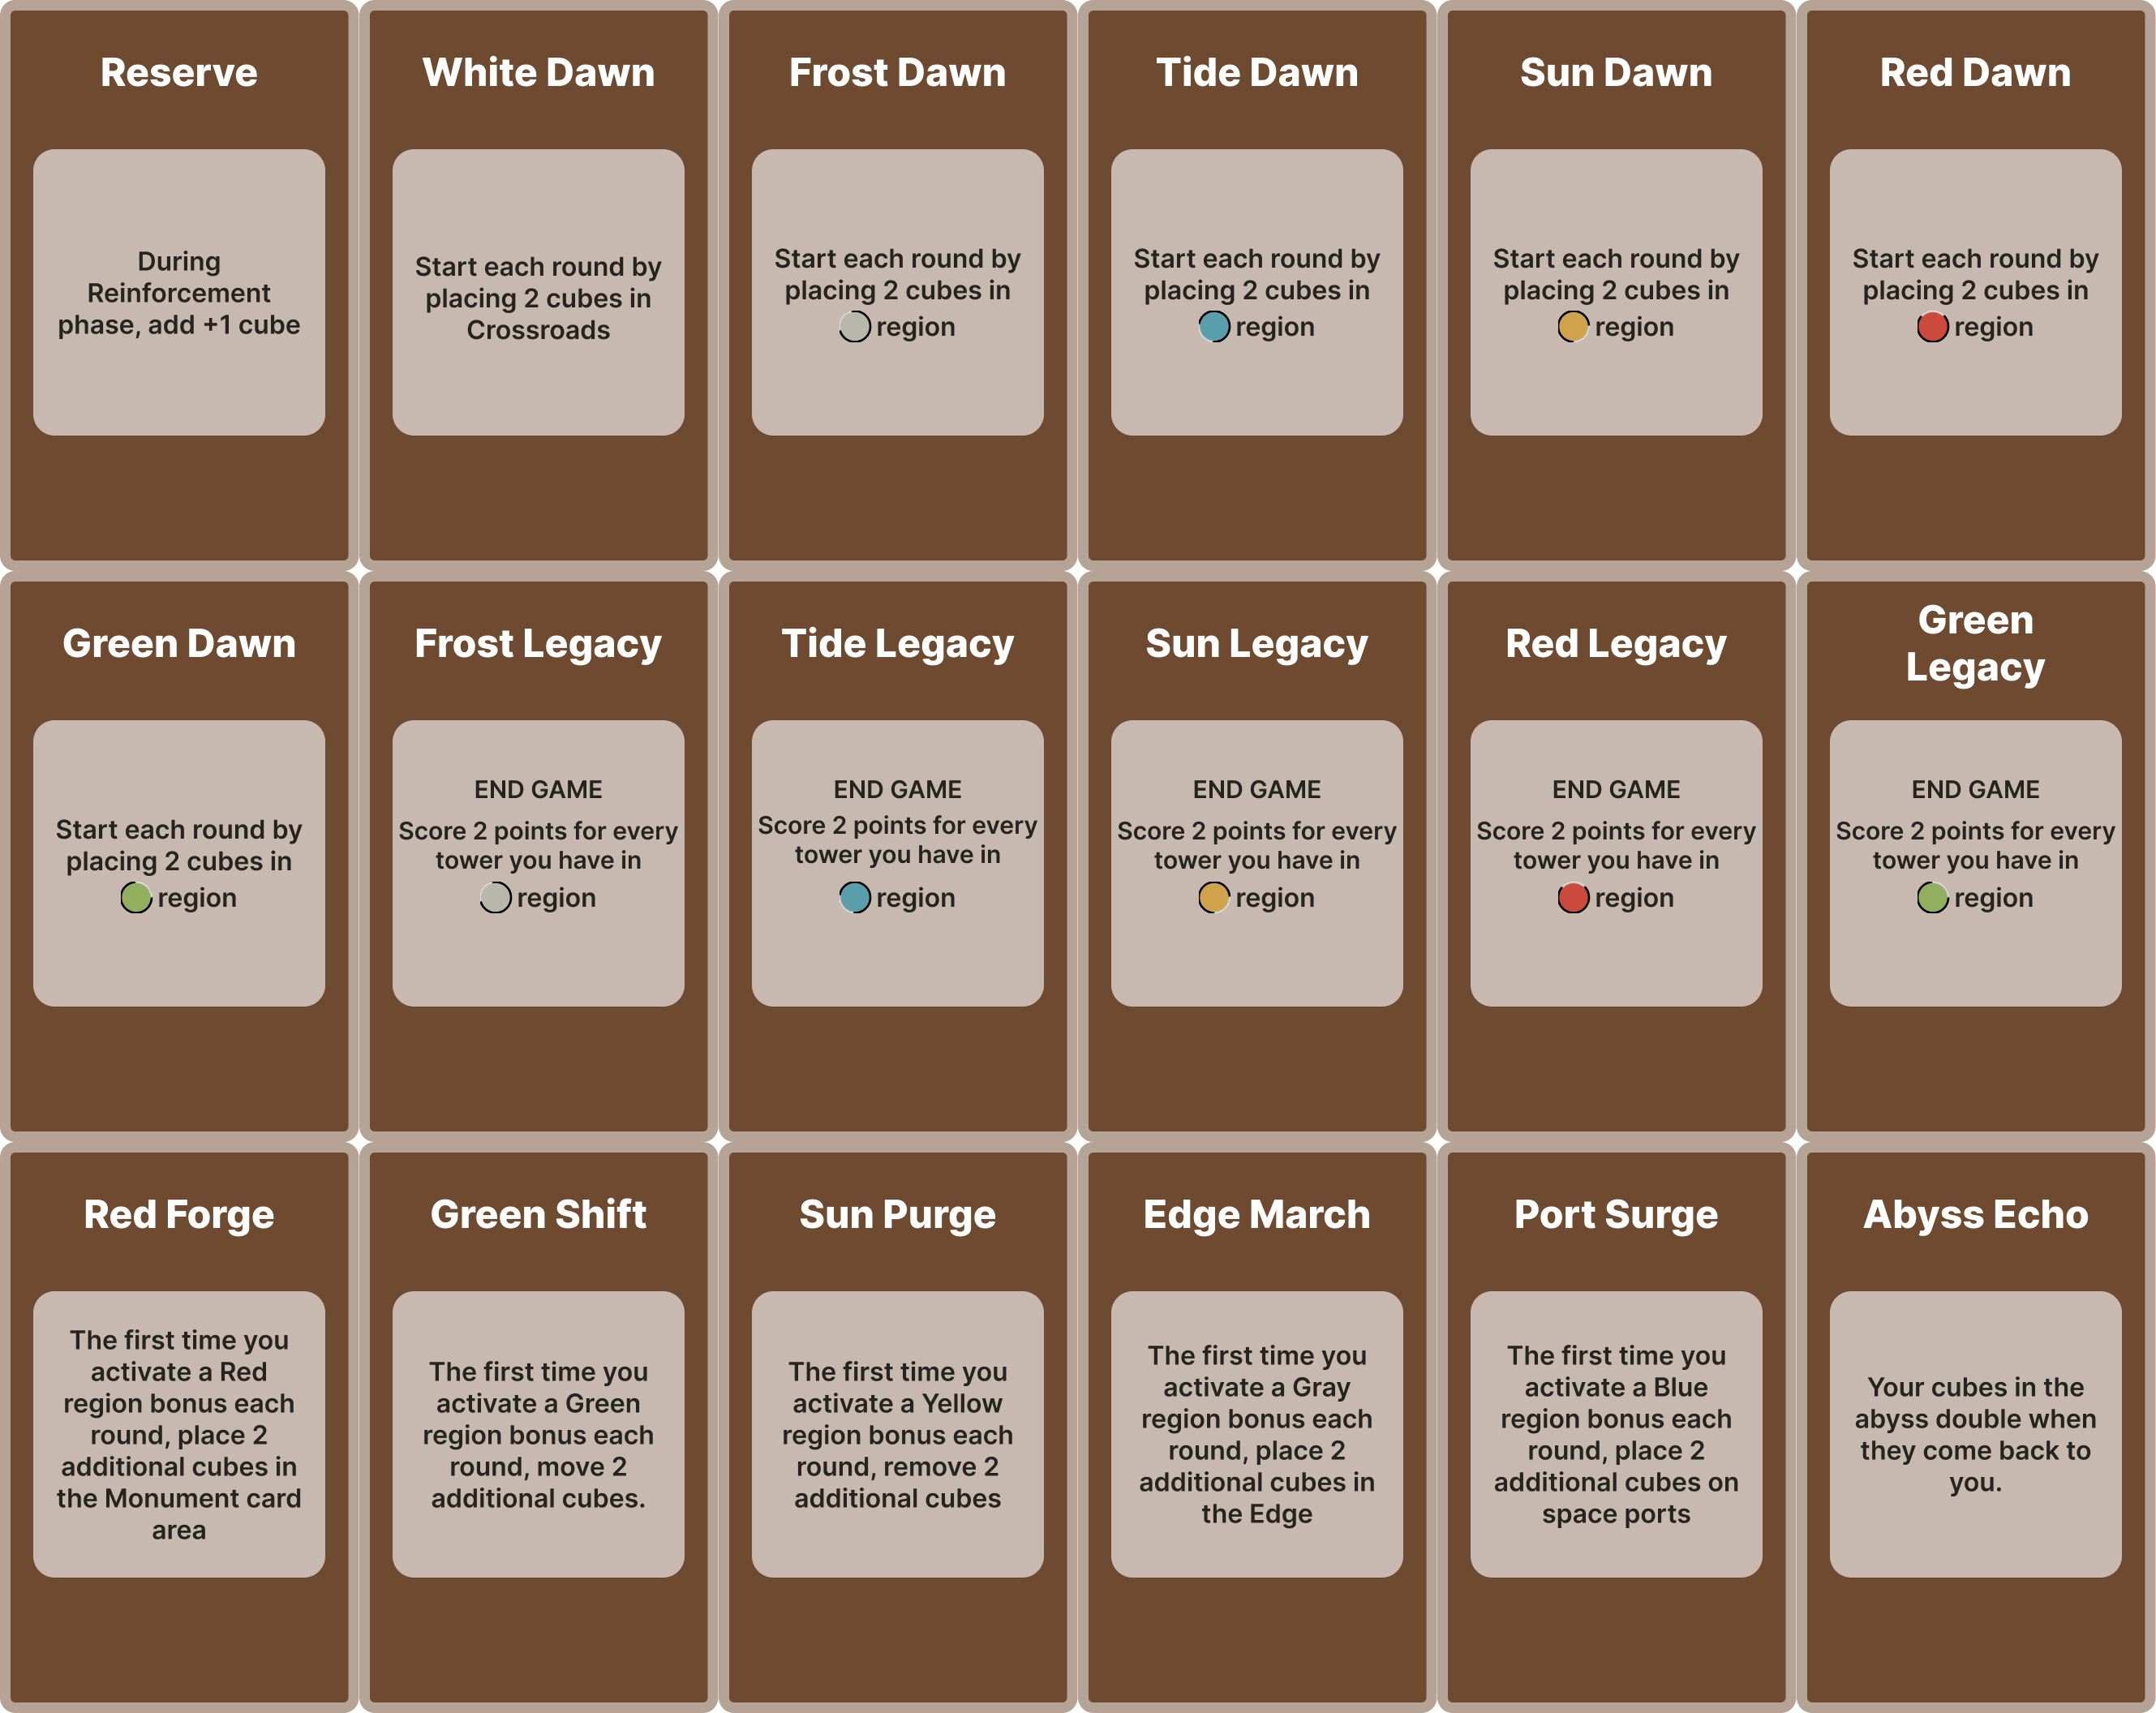 Reserve
During
Reinforcement
phase, add +1 cube
White Dawn
Start each round by
placing 2 cubes in
Crossroads
Frost Dawn
Start each round by
placing 2 cubes in
region
Tide Dawn
Start each round by
placing 2 cubes in
region
Sun Dawn
Start each round by
placing 2 cubes in
region
Red Dawn
Start each round by
placing 2 cubes in
region
Green Dawn
Start each round by
placing 2 cubes in
region
Frost Legacy
END GAME
Score 2 points for every
tower you have in
region
Tide Legacy
END GAME
Score 2 points for every
tower you have in
region
Sun Legacy
END GAME
Score 2 points for every
tower you have in
region
Red Legacy
END GAME
Score 2 points for every
tower you have in
region
Green
Legacy
END GAME
Score 2 points for every
tower you have in
region
Red Forge
The first time you
activate a Red
region bonus each
round, place 2
additional cubes in
the Monument card
area
Green Shift
The first time you
activate a Green
region bonus each
round, move 2
additional cubes.
Sun Purge
The first time you
activate a Yellow
region bonus each
round, remove 2
additional cubes
Edge March
The first time you
activate a Gray
region bonus each
round, place 2
additional cubes in
the Edge
Port Surge
The first time you
activate a Blue
region bonus each
round, place 2
additional cubes on
space ports
Abyss Echo
Your cubes in the
abyss double when
they come back to
you.